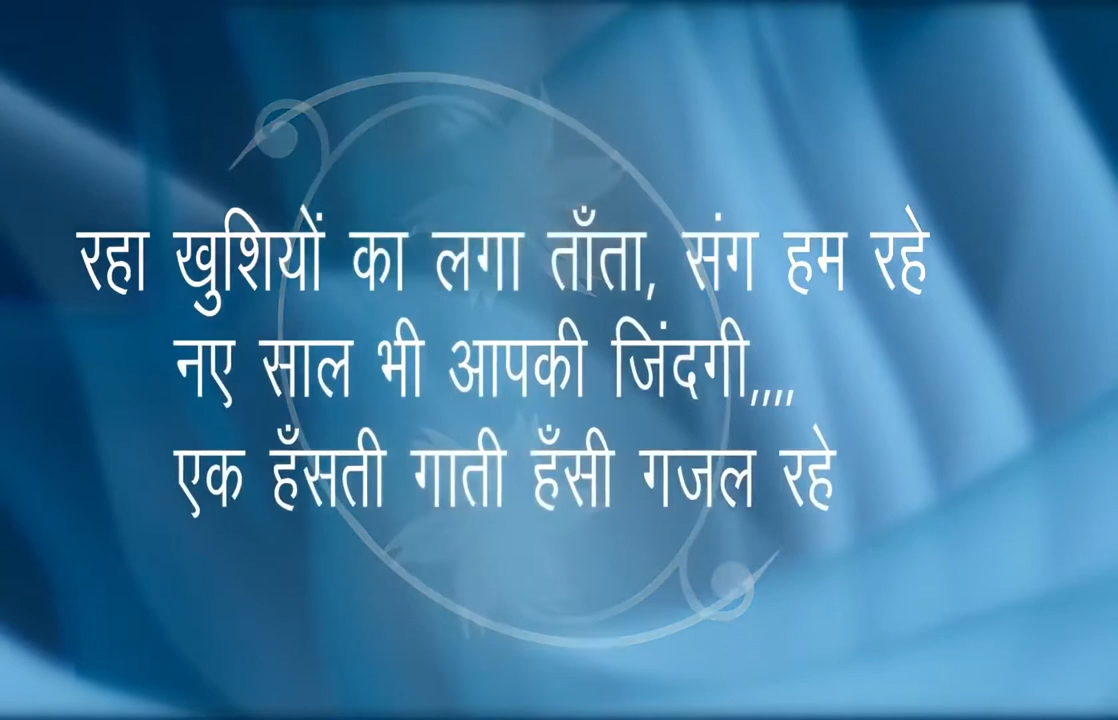 रहा खुशियों का लगा ताँता, संग हम रहे
नए साल भी आपकी जिंदगी,,,,
एक हँसती गाती हँसी गजल रहे